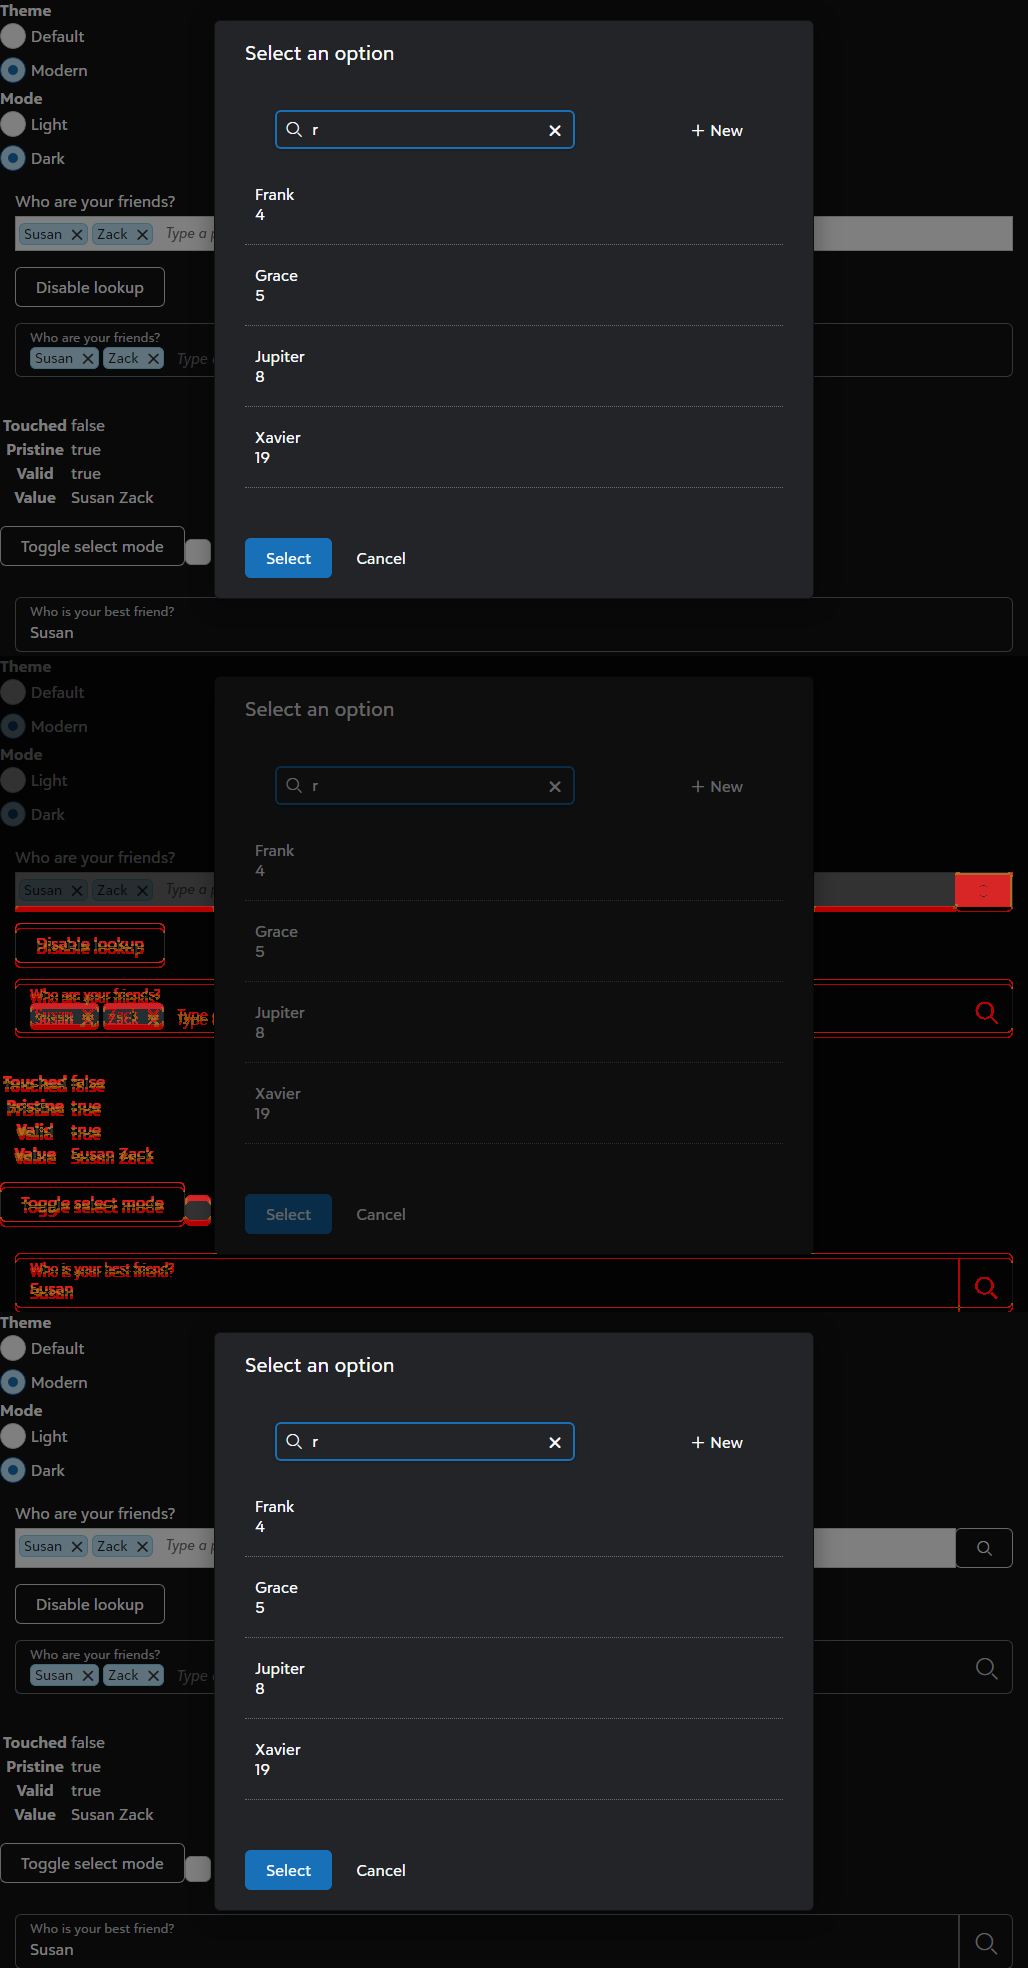 Theme
Default
Modern
Mode
Light
Dark
Who are your friends?
Susan Zack Type a p
Disable lookup
Who are your friends?
Susan Zack Type
Touched false
Pristine true
Valid true
Value Susan Zack
Toggle select mode
Who is your best friend?
Susan
Select an option
r
+ New
Frank
4
Grace
5
Jupiter
8
Xavier
19
Select Cancel
Theme
Default
Modern
Mode
Light
Dark
Who are your friends?
Susan Zack Type a p
Disable lookup
Who are your friends?
Susan Zack Type
Touched false
Pristine true
Valid true
Value Susan Zack
Toggle select mode
Who is your best friend?
Susan
Select an option
r
+ New
Frank
4
Grace
5
Jupiter
8
Xavier
19
Select Cancel
Theme
Default
Modern
Mode
Light
Dark
Who are your friends?
Susan Zack Type a p
Disable lookup
Who are your friends?
Susan Zack Type
Touched false
Pristine true
Valid true
Value Susan Zack
Toggle select mode
Who is your best friend?
Susan
Select an option
r
+ New
Frank
4
Grace
5
Jupiter
8
Xavier
19
Select Cancel